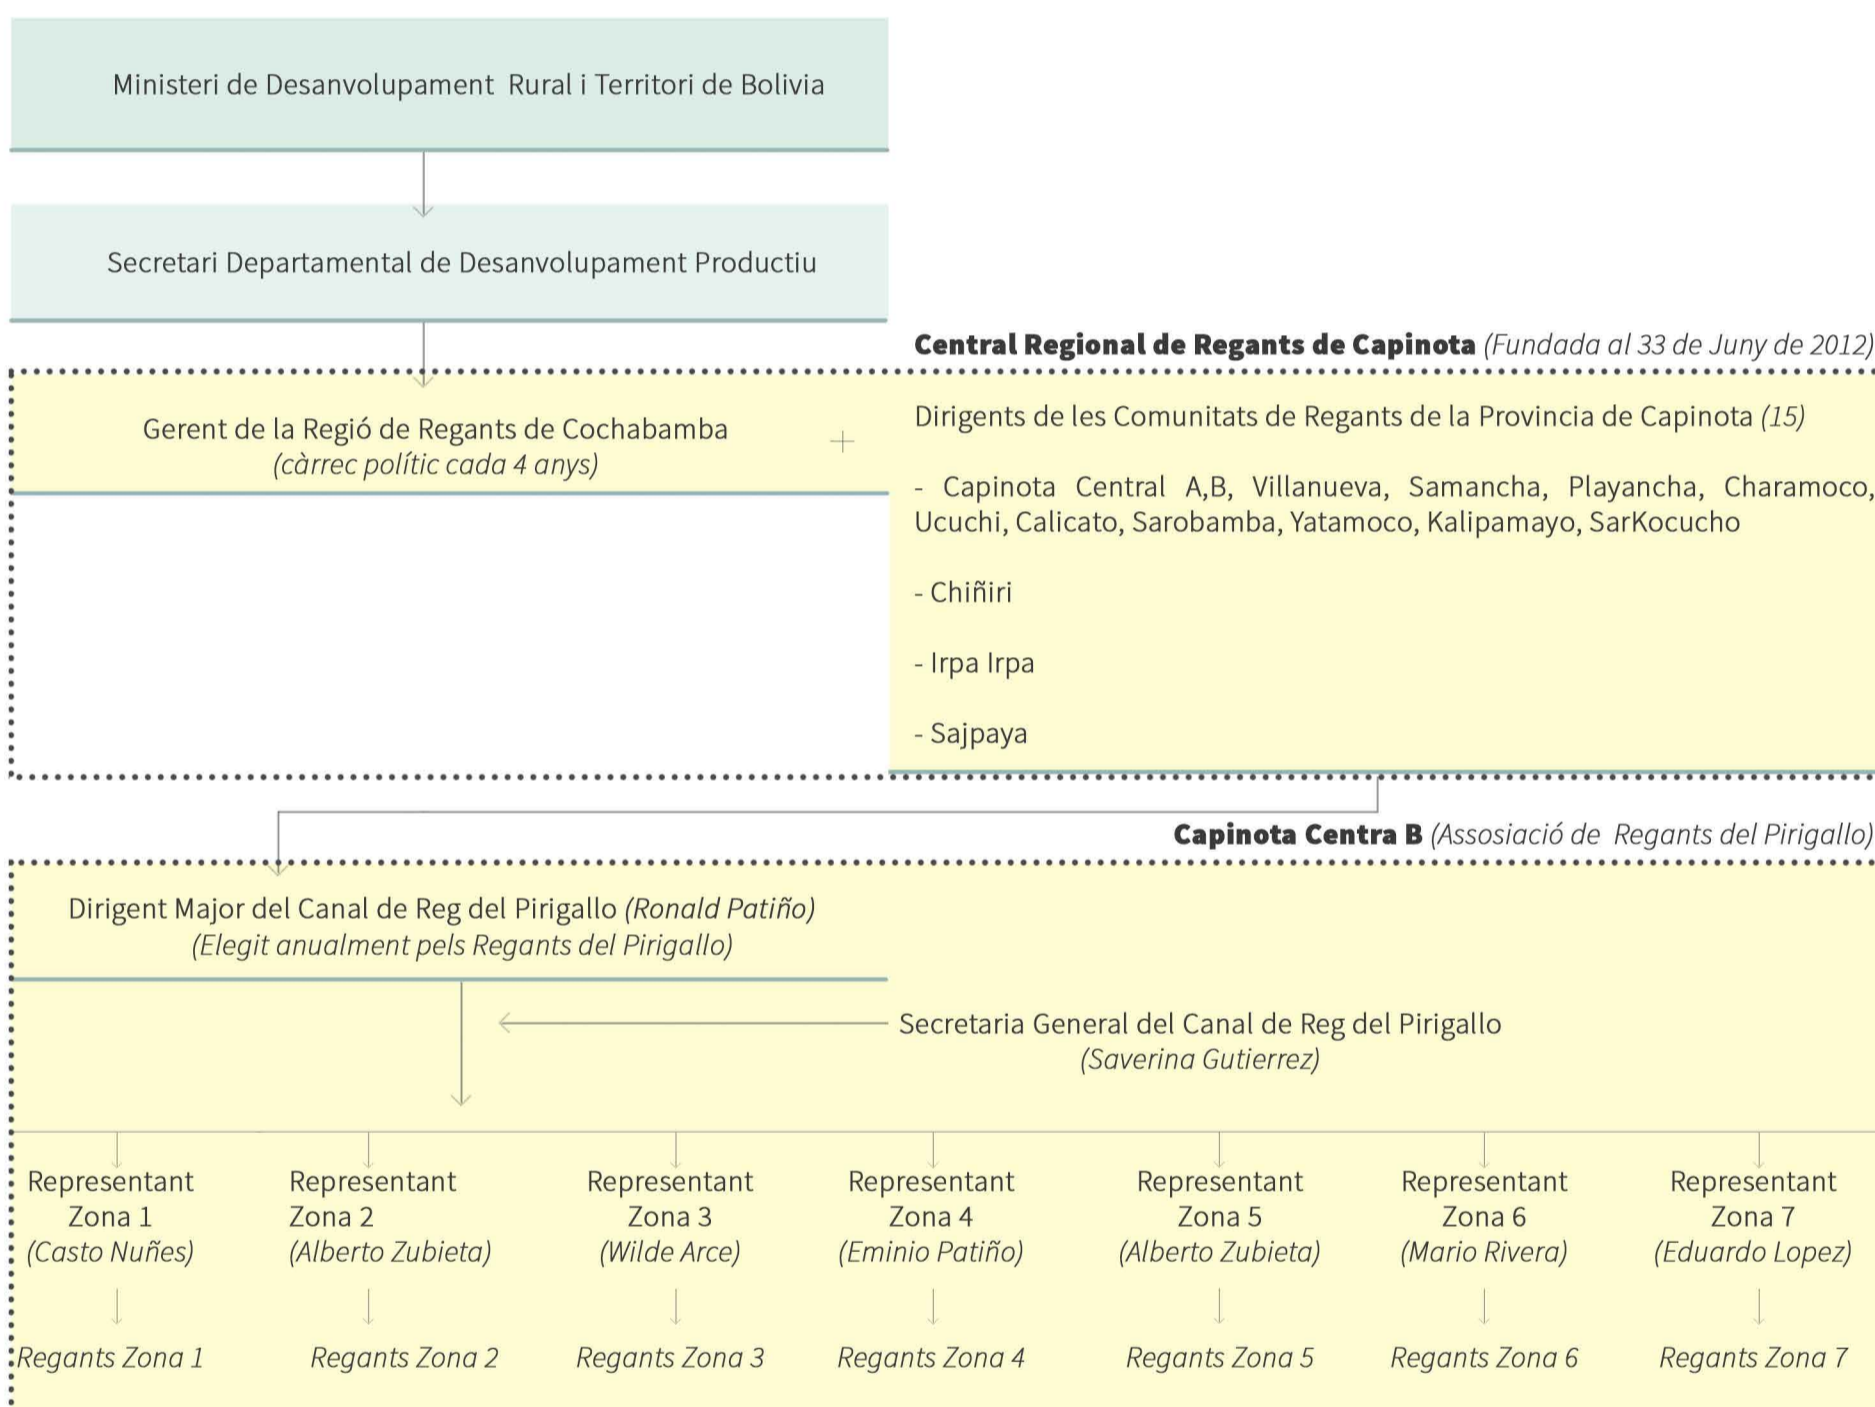 Ministeri de Desanvolupament Rural i Territori de Bolivia
Secretari Departamental de Desanvolupament Productiu
Central Regional de Regants de Capinota (Fundada al 33 de Juny de 2012)
Gerent de la Regió de Regants de Cochabamba
(càrrec polític cada 4 anys)
+
Dirigents de les Comunitats de Regants de la Provincia de Capinota (15)
- Capinota Central A,B, Villanueva, Samancha, Playancha, Charamoco,
Ucuchi, Calicato, Sarobamba, Yatamoco, Kalipamayo, SarKocucho
- Chiñiri
- Irpa Irpa
- Sajpaya
Capinota Centra B (Assosiació de Regants del Pirigallo)
Dirigent Major del Canal de Reg del Pirigallo (Ronald Patiño)
(Elegit anualment pels Regants del Pirigallo)
Secretaria General del Canal de Reg del Pirigallo
(Saverina Gutierrez)
Representant
Zona 1
(Casto Nuñes)
Regants Zona 1
Representant
Zona 2
(Alberto Zubieta)
Regants Zona 2
Representant
Zona 3
(Wilde Arce)
Regants Zona 3
Representant
Zona 4
(Eminio Patiño)
Regants Zona 4
Representant
Zona 5
(Alberto Zubieta)
Regants Zona 5
Representant
Zona 6
(Mario Rivera)
Regants Zona 6
Representant
Zona 7
(Eduardo Lopez)
Regants Zona 7